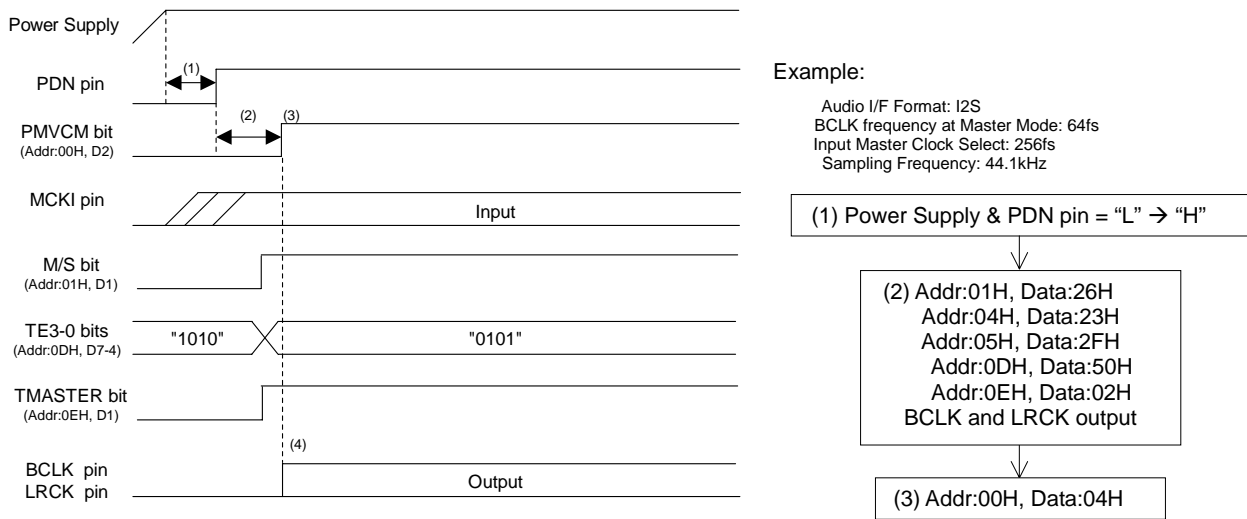 Power Supply
(1)
PDN pin
(2)
(3)
PMVCM bit
(Addr:00H, D2)
MCKI pin
Input
M/S bit
(Addr:01H, D1)
TE3-0 bits
(Addr:0DH, D7-4)
"1010"
"0101"
TMASTER bit
(Addr:0EH, D1)
(4)
BCLK pin
LRCK pin
Output
Example:
Audio I/F Format: I2S
BCLK frequency at Master Mode: 64fs
Input Master Clock Select: 256fs
Sampling Frequency: 44.1kHz
(1) Power Supply & PDN pin = “L” → “H”
(2) Addr:01H, Data:26H
Addr:04H, Data:23H
Addr:05H, Data:2FH
Addr:0DH, Data:50H
Addr:0EH, Data:02H
BCLK and LRCK output
(3) Addr:00H, Data:04H